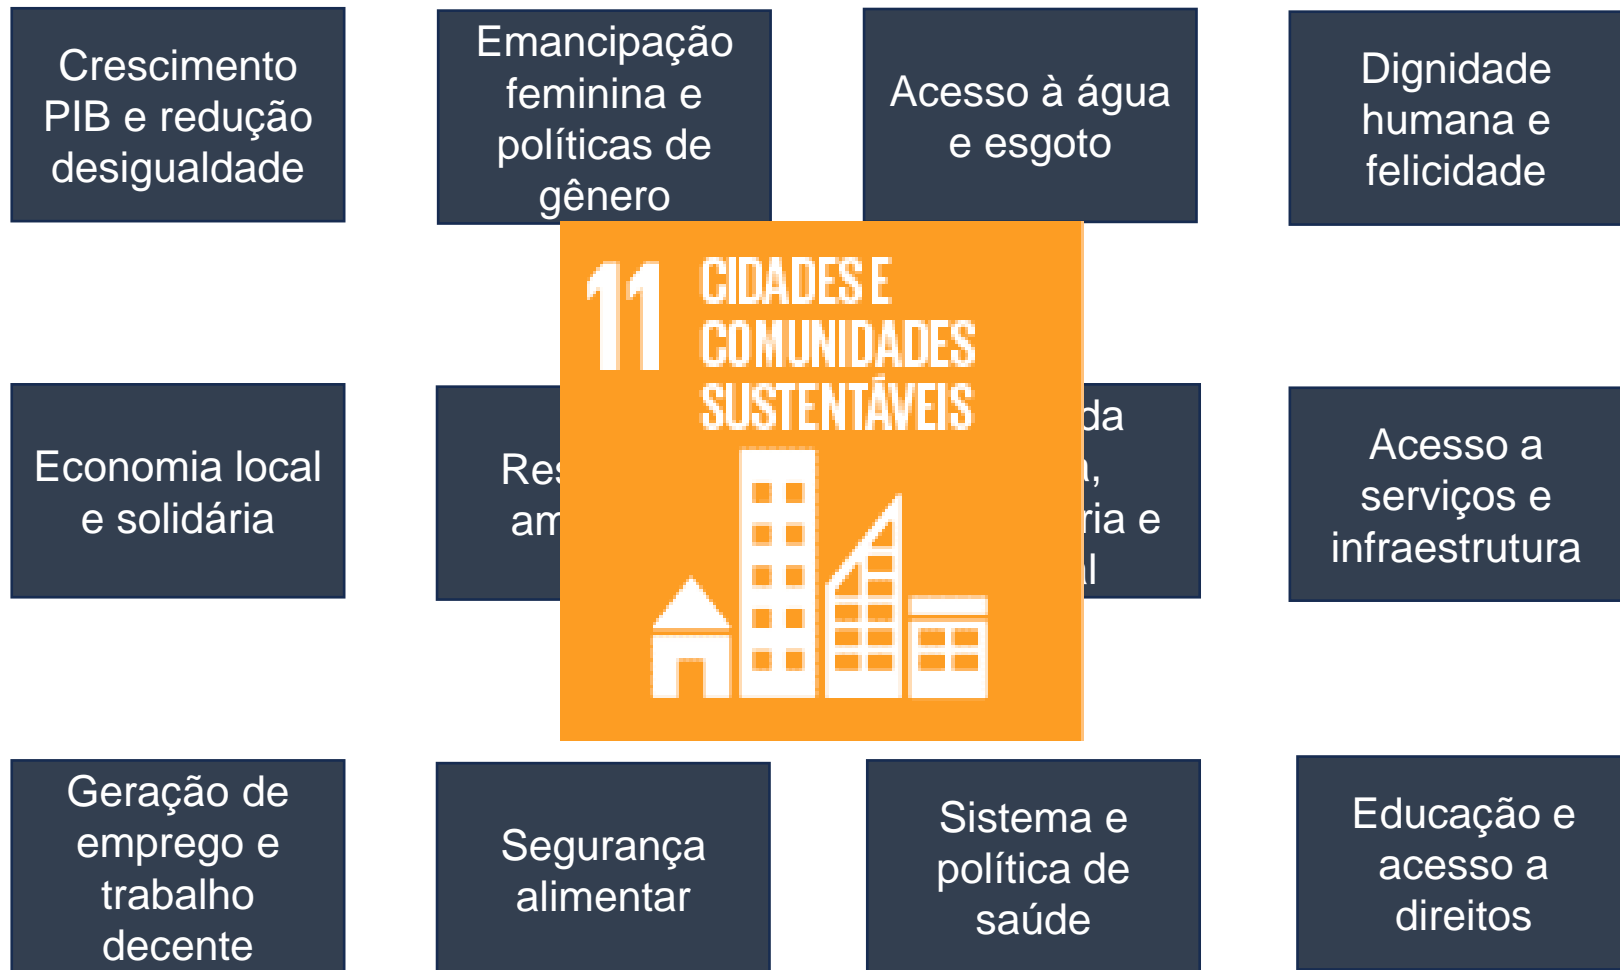 Crescimento
PIB e redução
desigualdade
Emancipação
feminina e
políticas de
gênero
Acesso à água
e esgoto
Dignidade
humana e
felicidade
11 CIDADES E
COMUNIDADES
SUSTENTÁVEIS
Economia local
e solidária
e
Acesso a
serviços e
infraestrutura
Geração de
emprego e
trabalho
decente
Segurança
alimentar
Sistema e
política de
saúde
Educação e
acesso a
direitos